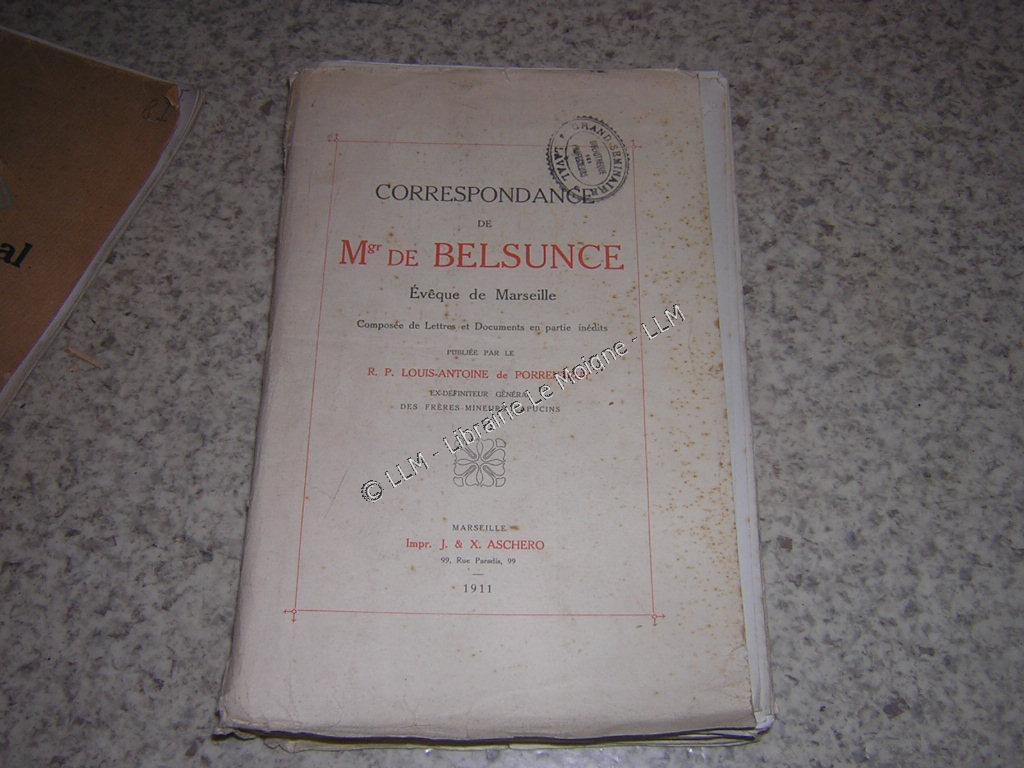 GRAND-SEMINAIRE
LAVAL
CORRESPONDANCE
DE
Mgr DE BELSUNCE
Évêque de Marseille
Composée de Lettres et Documents en partie inédits
PUBLIÉE PAR LE
R. P. LOUIS-ANTOINE de
EX-DÉFINITEUR GÉNÉRAL
DES FRÈRES-MINEURS CAPUCINS
© LLM - Librairie Le Moigne - LLM
MARSEILLE
Impr. J. & X. ASCHERO
99, Rue Paradis, 99
1911
al